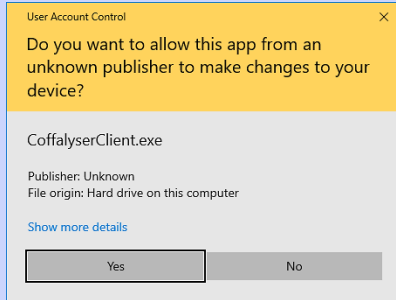 User Account Control
Do you want to allow this app from an
unknown publisher to make changes to your
device?
CoffalyserClient.exe
Publisher: Unknown
File origin: Hard drive on this computer
Show more details
Yes
No